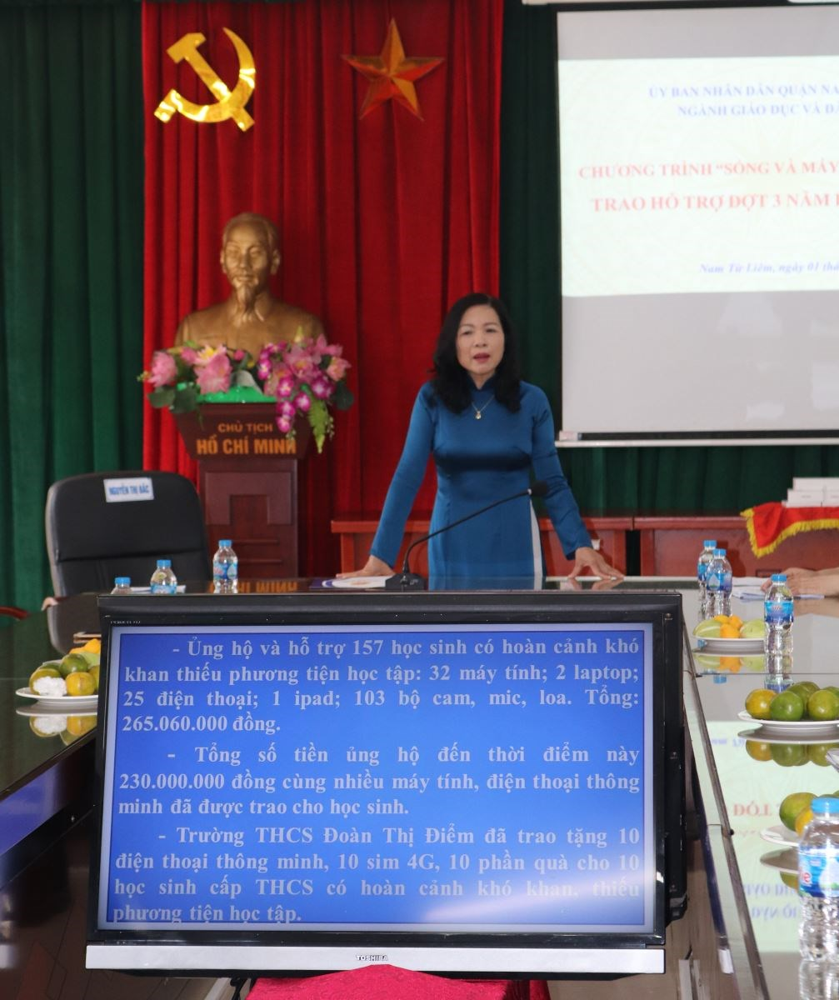 ỦY BAN NHÂN DÂN QUẬN NA
NGÀNH GIÁO DỤC VÀ Đ
CHƯƠNG TRÌNH "SÓNG VÀ MÁY
TRAO HỖ TRỢ ĐỢT 3 NĂM
Nam Từ Liêm, ngày 01 thá
CHỦ TỊCH
HỒ CHÍ MINH
NGUYỄN THỊ BẮC
- Ủng hộ và hỗ trợ 157 học sinh có hoàn cảnh khó
khan thiếu phương tiện học tập: 32 máy tính; 2 laptop;
25 điện thoại; 1 ipad; 103 bộ cam, mic, loa. Tổng:
265.060.000 đồng.
- Tổng số tiền ủng hộ đến thời điểm này
230.000.000 đồng cùng nhiều máy tính, điện thoại thông
minh đã được trao cho học sinh.
- Trường THCS Đoàn Thị Điểm đã trao tặng 10
điện thoại thông minh, 10 sim 4G, 10 phần quà cho 10
học sinh cấp THCS có hoàn cảnh khó khan, thiếu
phương tiện học tập.
TOSHIBA